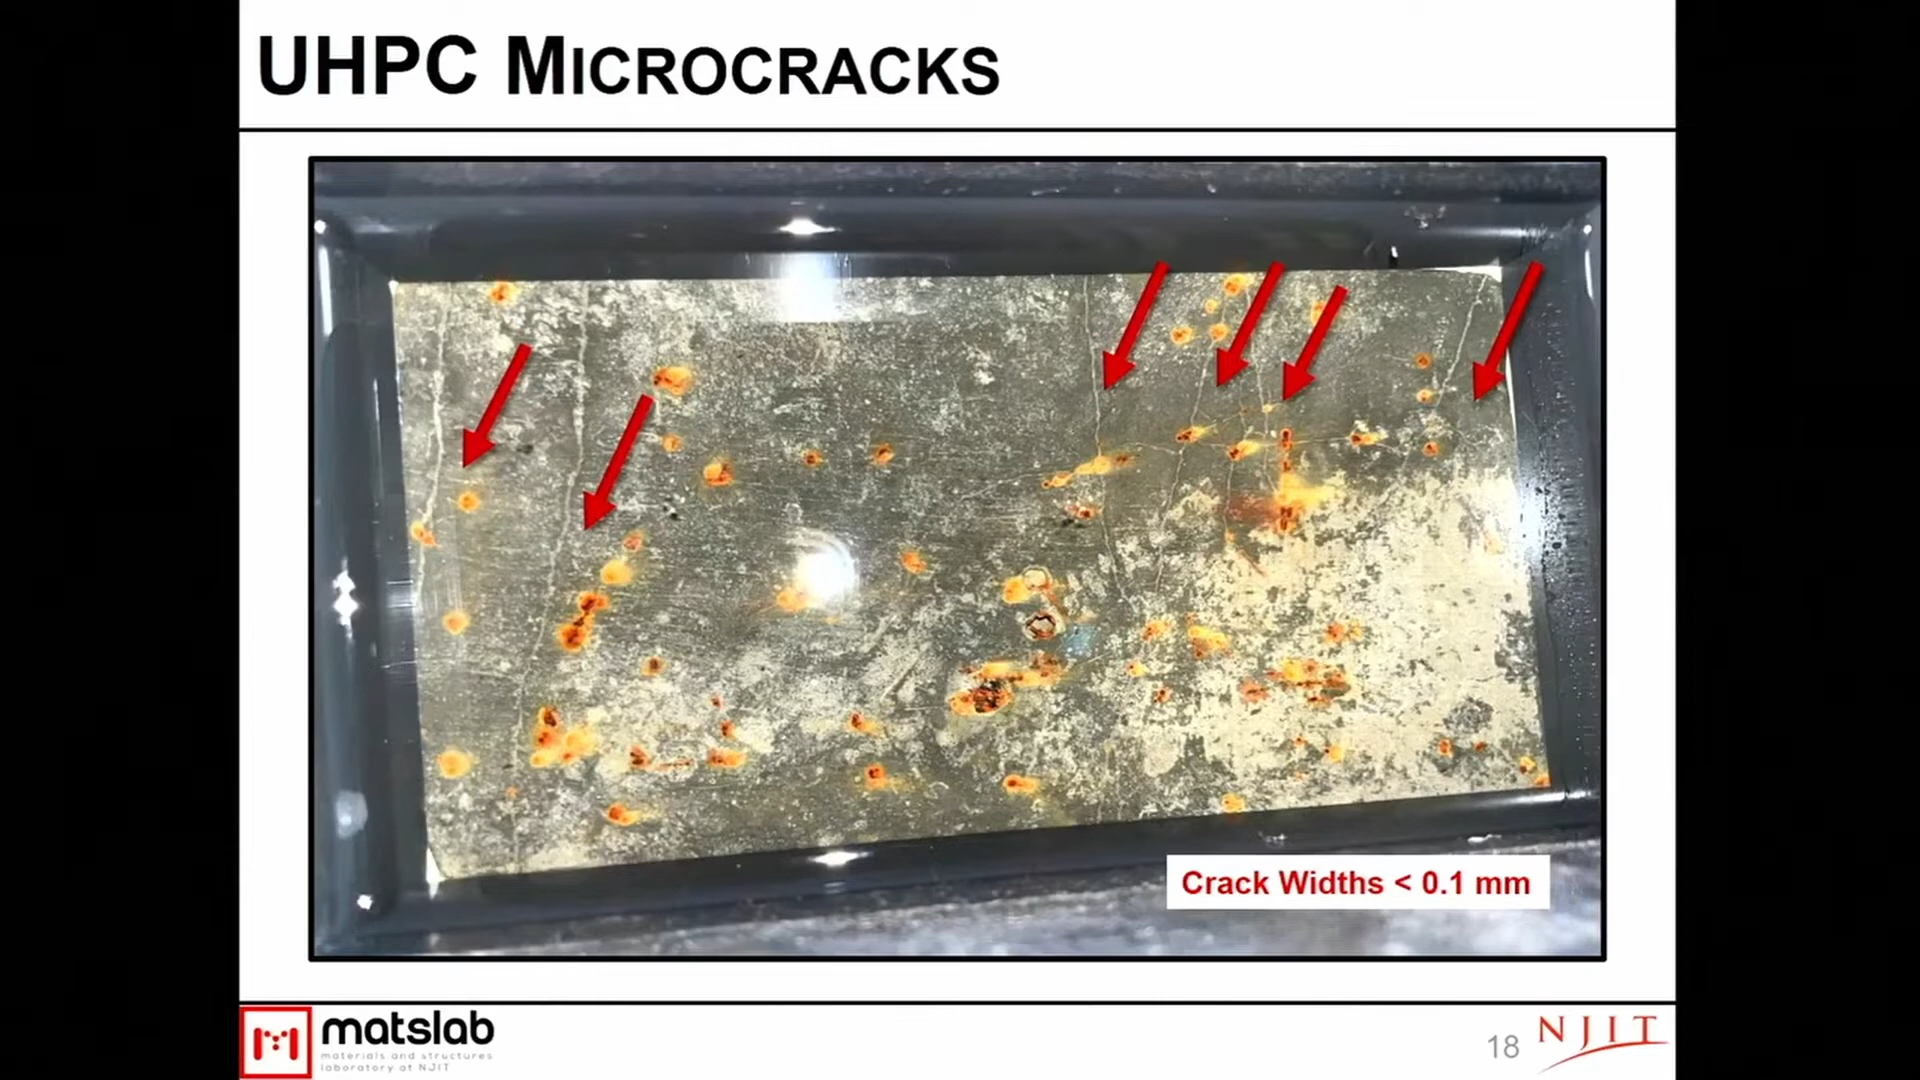 UHPC MICROCRACKS
Crack Widths < 0.1 mm
matslab
materials and structures
laboratory at NJIT
18
NJIT